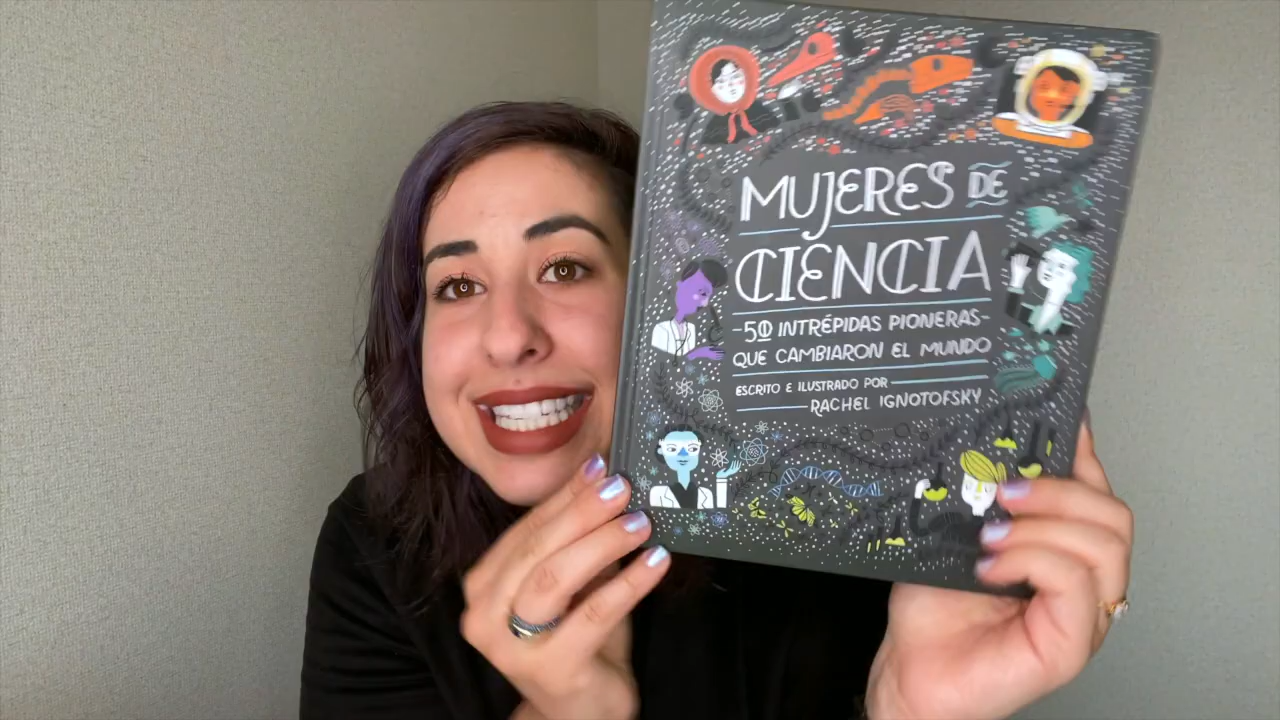 MUJERES DE
CIENCIA
-50 INTRÉPIDAS PIONERAS-
QUE CAMBIARON EL MUNDO
ESCRITO E ILUSTRADO POR
RACHEL IGNOTOFSKY